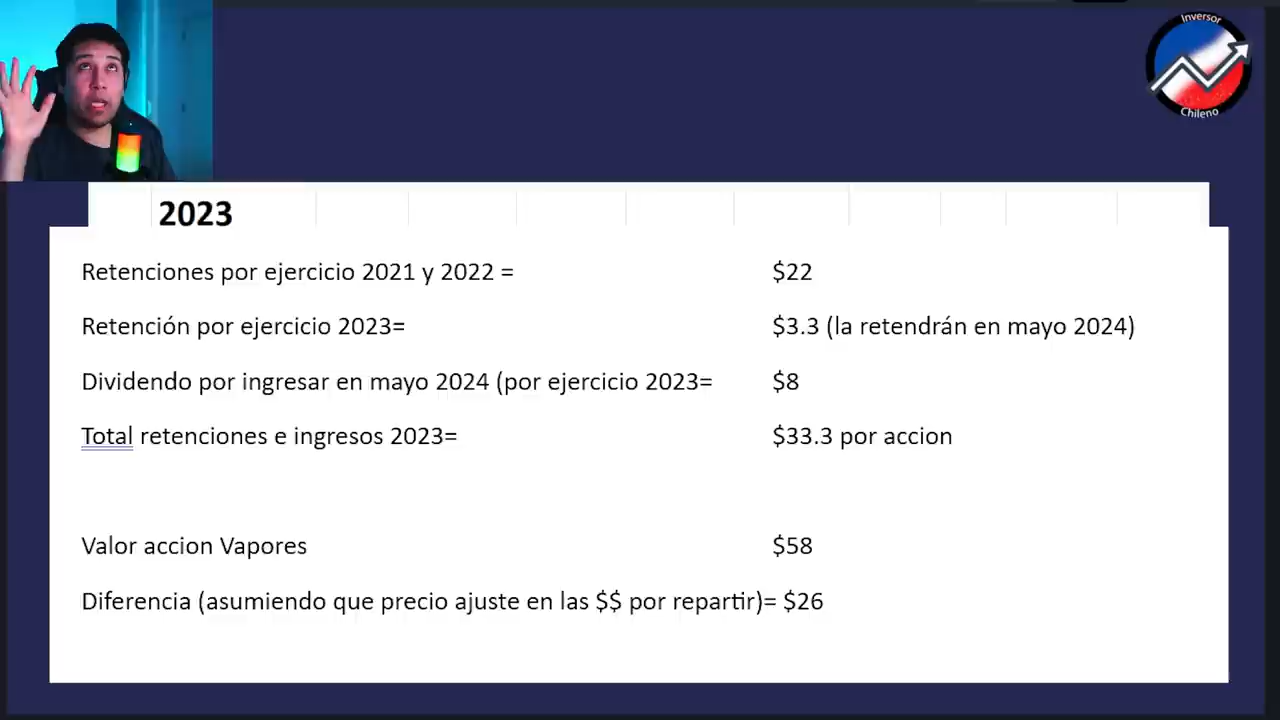 Inversor
Chileno
2023
Retenciones por ejercicio 2021 y 2022 = $22
Retención por ejercicio 2023= $3.3 (la retendrán en mayo 2024)
Dividendo por ingresar en mayo 2024 (por ejercicio 2023= $8
Total retenciones e ingresos 2023= $33.3 por accion
Valor accion Vapores $58
Diferencia (asumiendo que precio ajuste en las $$ por repartir)= $26